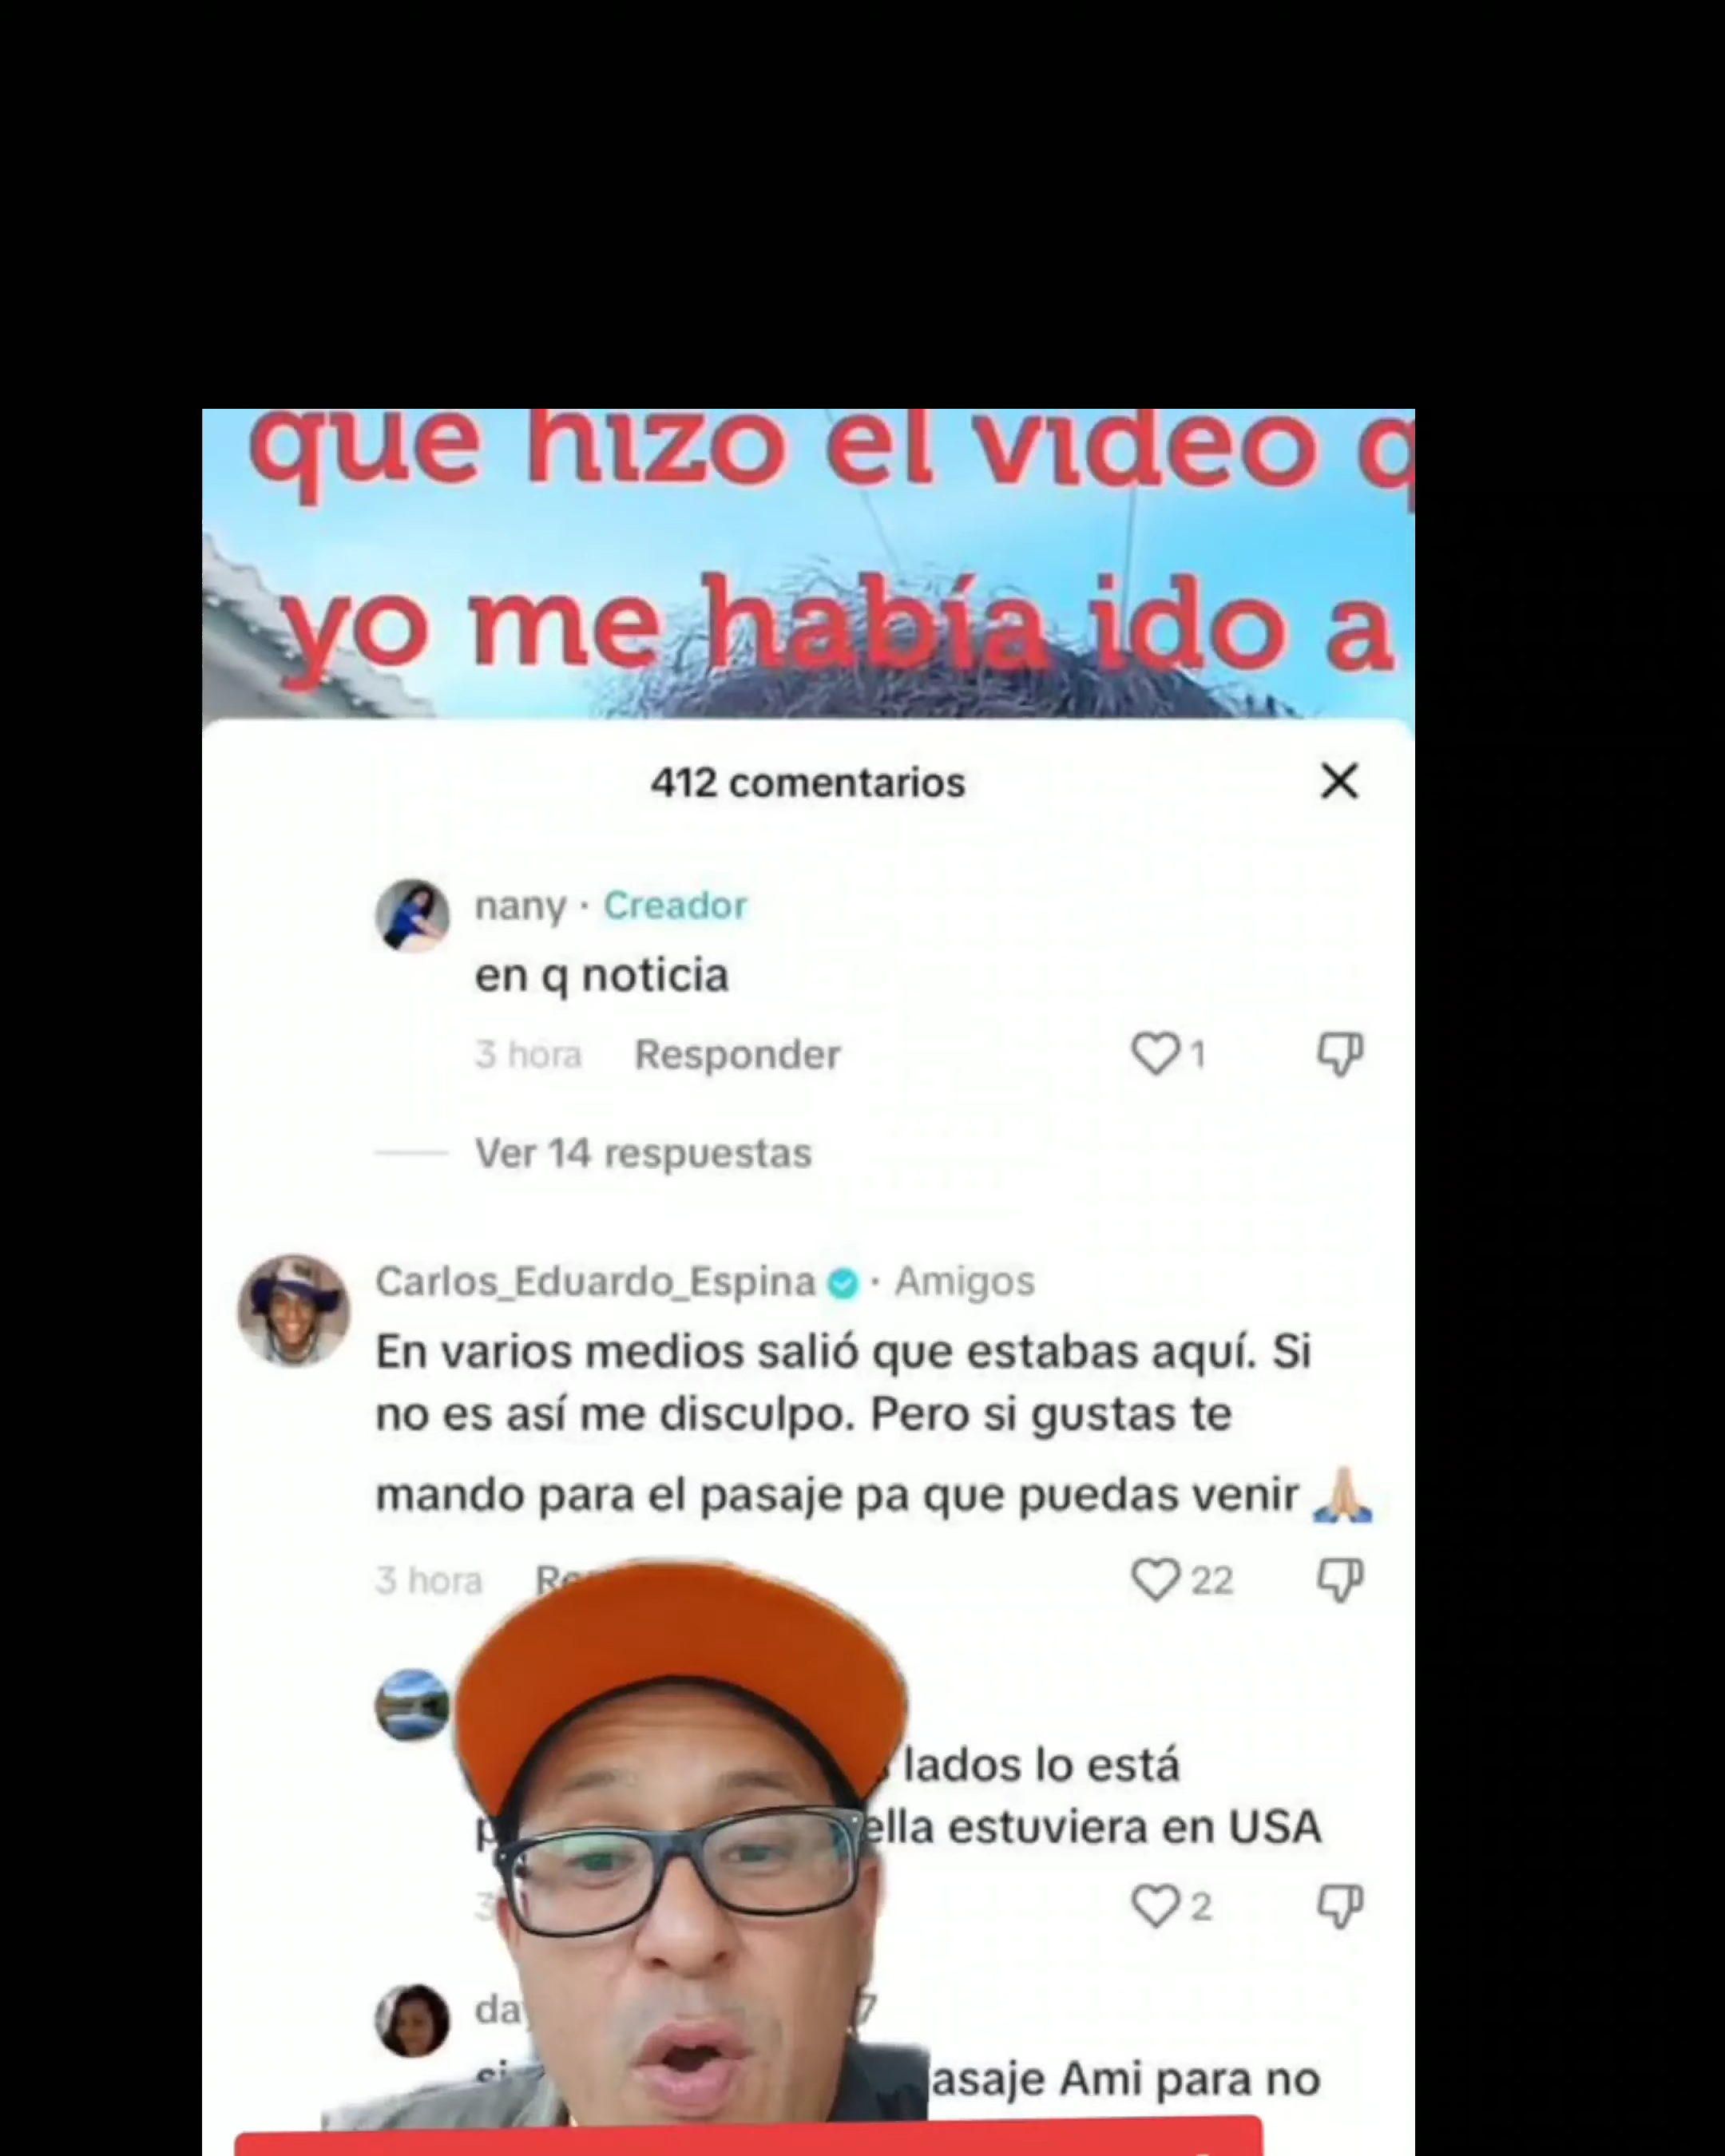 que hizo el video q
yo me había ido a
412 comentarios
nany · Creador
en q noticia
3 hora Responder 1
Ver 14 respuestas
Carlos_Eduardo_Espina · Amigos
En varios medios salió que estabas aquí. Si
no es así me disculpo. Pero si gustas te
mando para el pasaje pa que puedas venir 🙏🏼
3 hora 22
lados lo está
ella estuviera en USA
2
asaje Ami para no